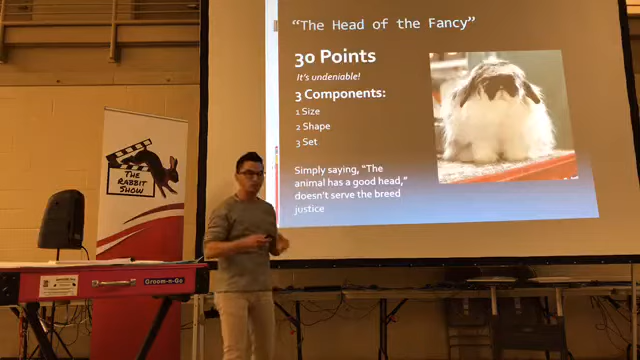 “The Head of the Fancy”
30 Points
It's undeniable!
3 Components:
1 Size
2 Shape
3 Set
Simply saying, “The
animal has a good head,”
doesn't serve the breed
justice
THE
RABBIT
SHOW
Groom-n-Go